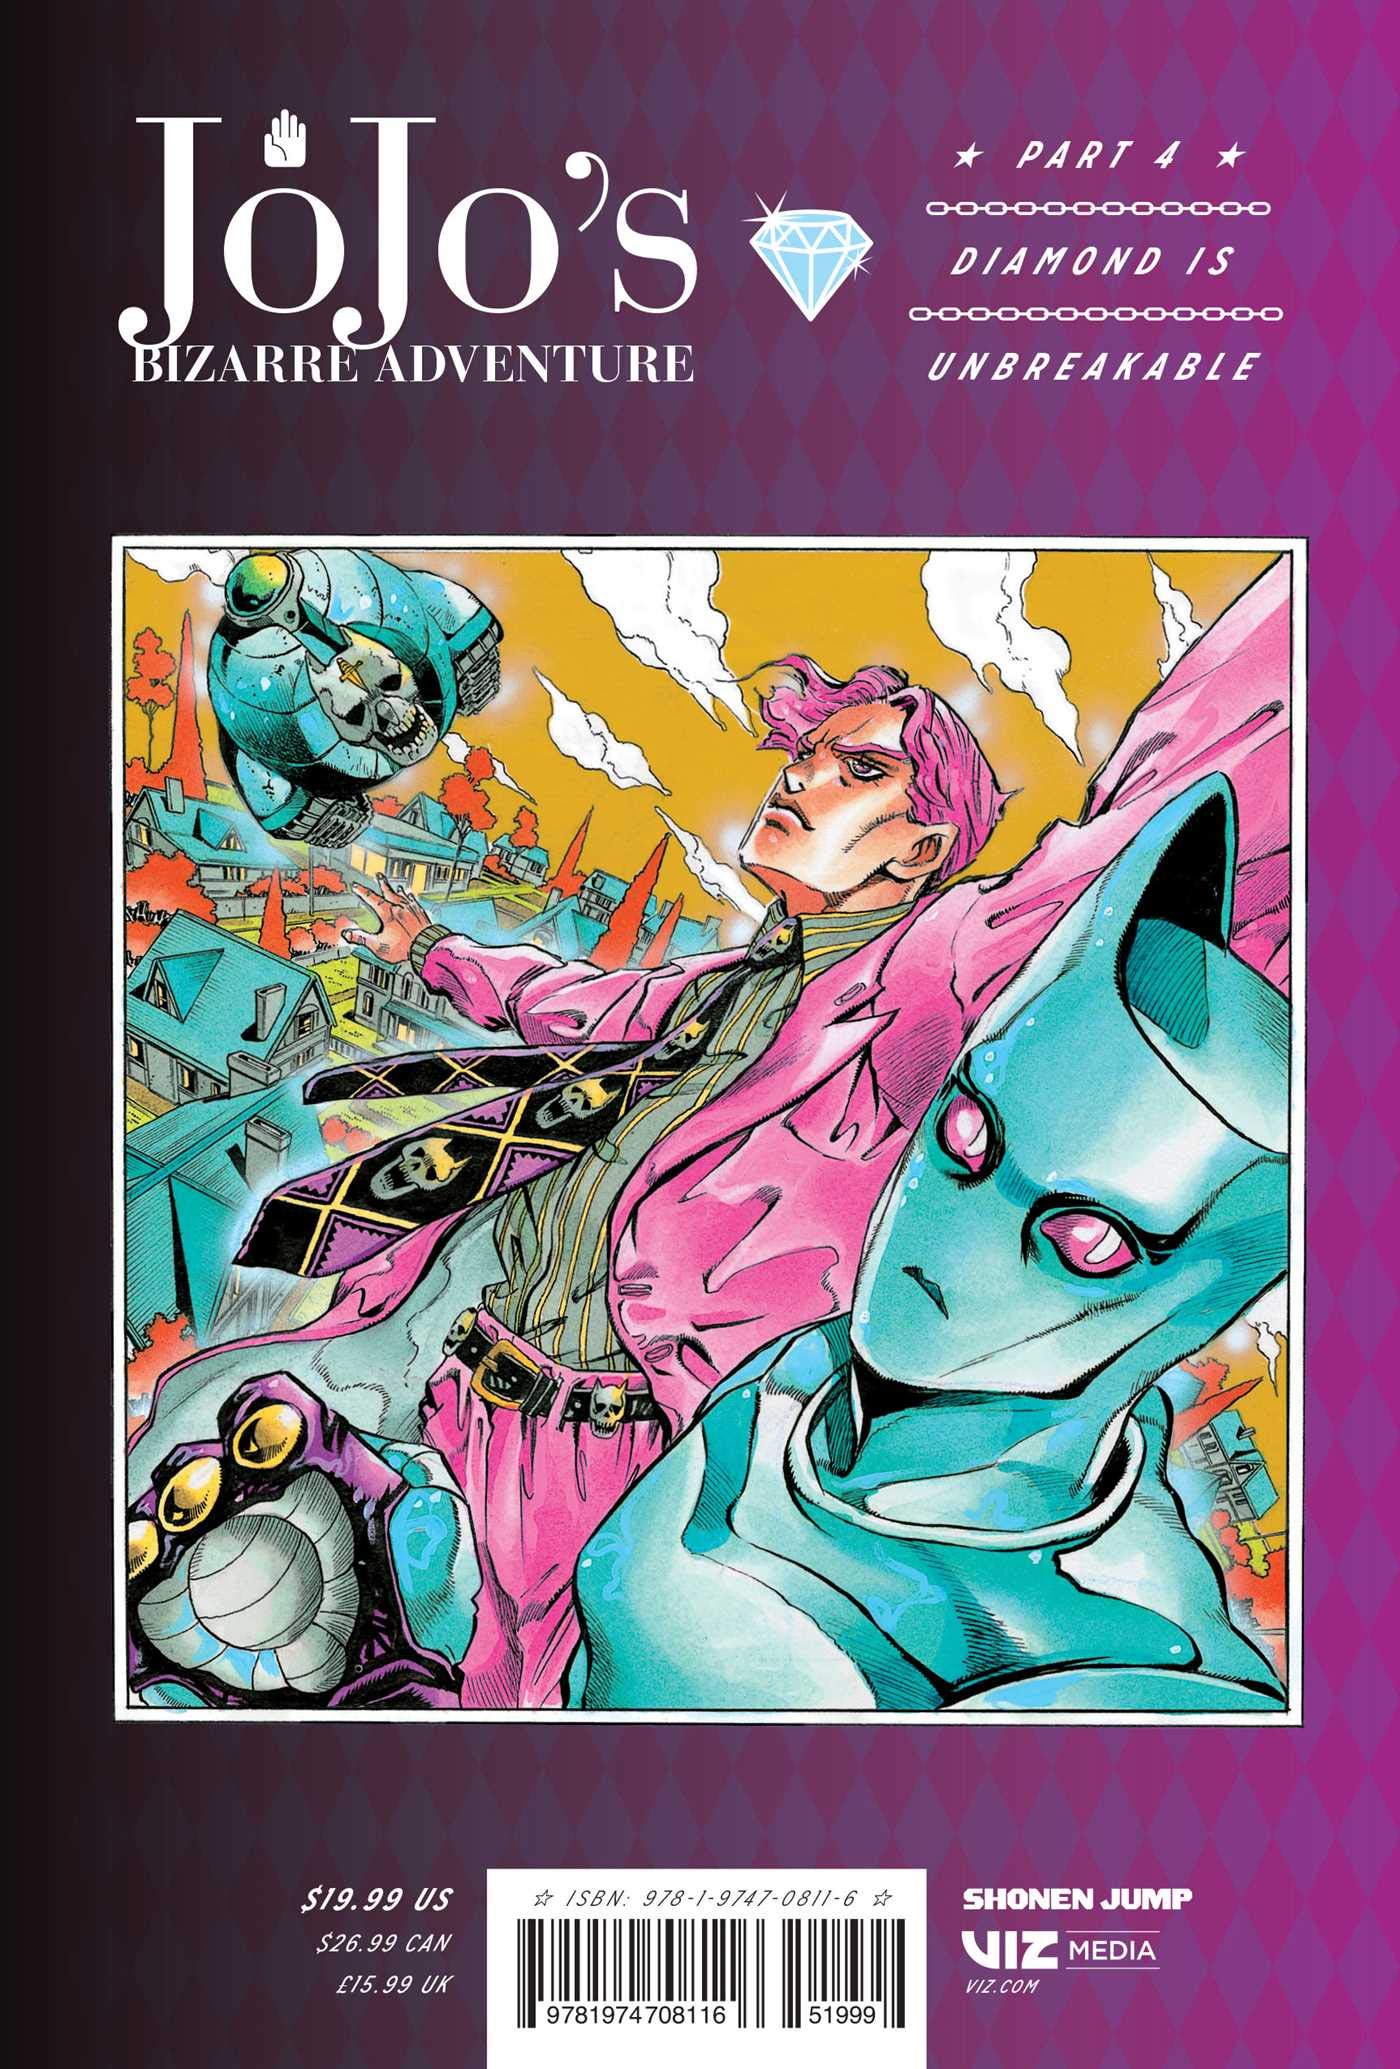 JoJo's
BIZARRE ADVENTURE
★ PART 4 ★
DIAMOND IS
UNBREAKABLE
$19.99 US
$26.99 CAN
£15.99 UK
☆ ISBN: 978-1-9747-0811-6 ☆
9781974708116
51999
SHONEN JUMP
VIZ MEDIA
VIZ.COM